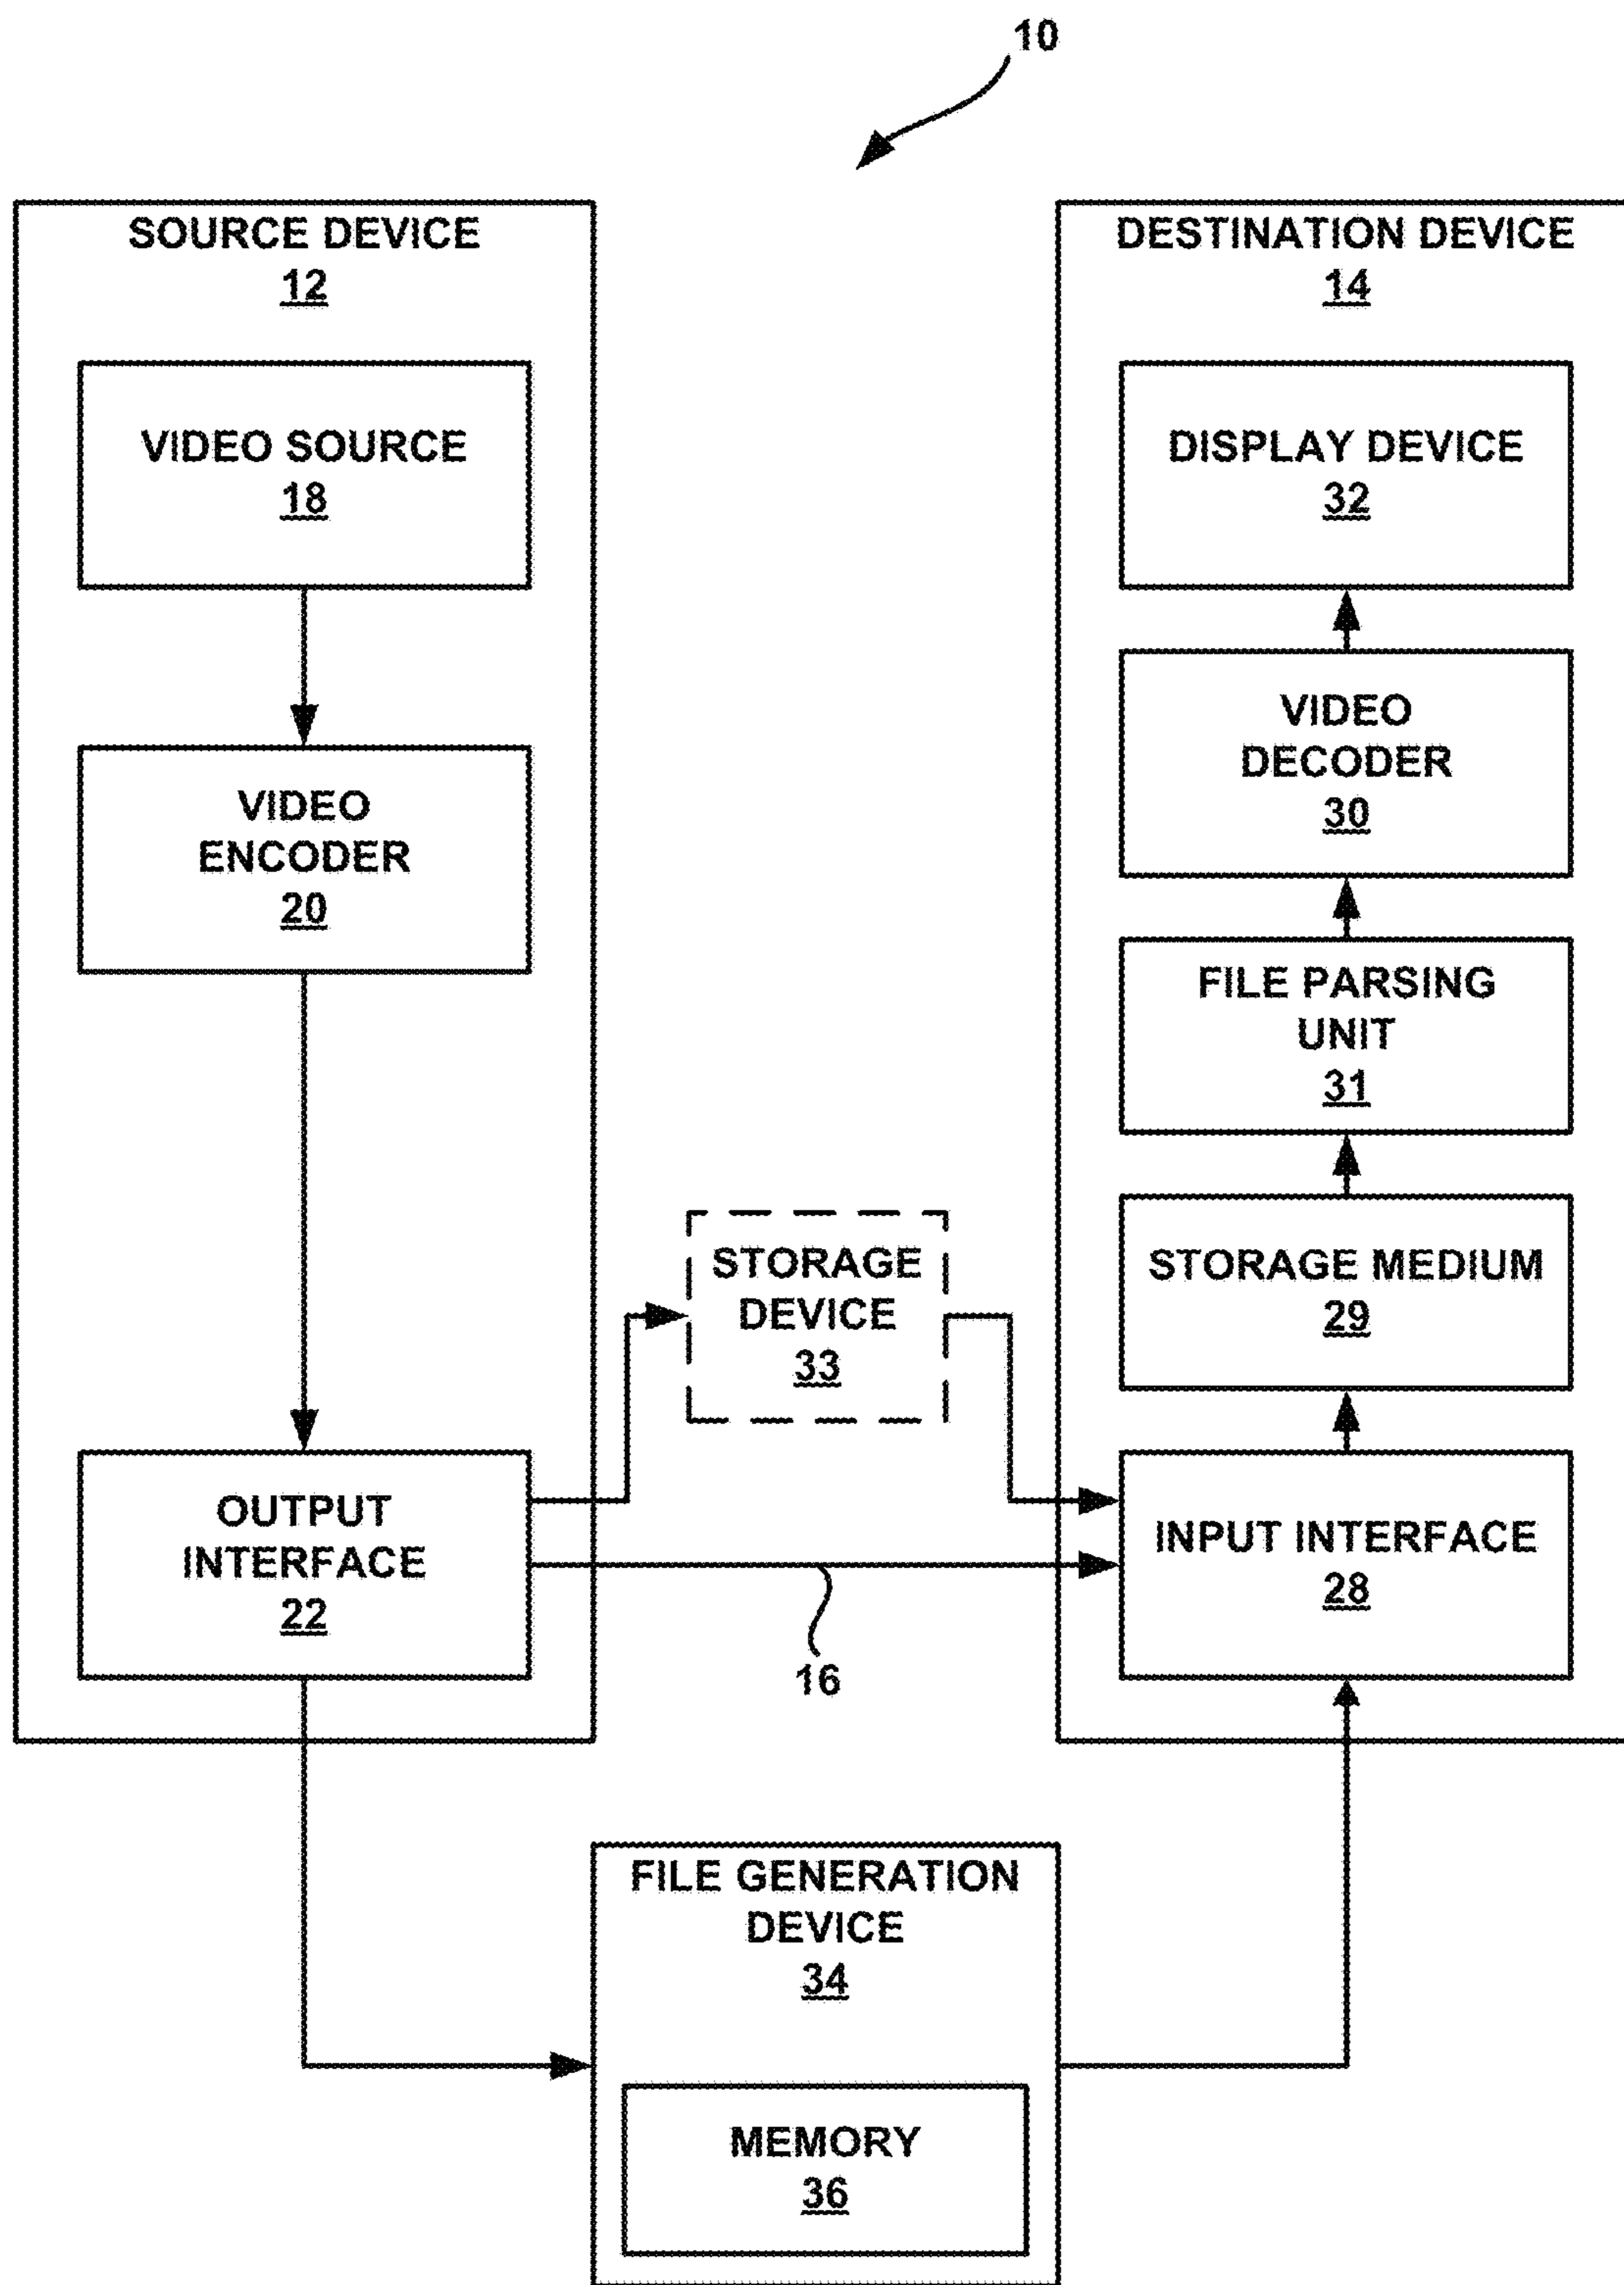 10
SOURCE DEVICE
12
VIDEO SOURCE
18
VIDEO
ENCODER
20
OUTPUT
INTERFACE
22
STORAGE
DEVICE
33
16
DESTINATION DEVICE
14
DISPLAY DEVICE
32
VIDEO
DECODER
30
FILE PARSING
UNIT
31
STORAGE MEDIUM
29
INPUT INTERFACE
28
FILE GENERATION
DEVICE
34
MEMORY
36